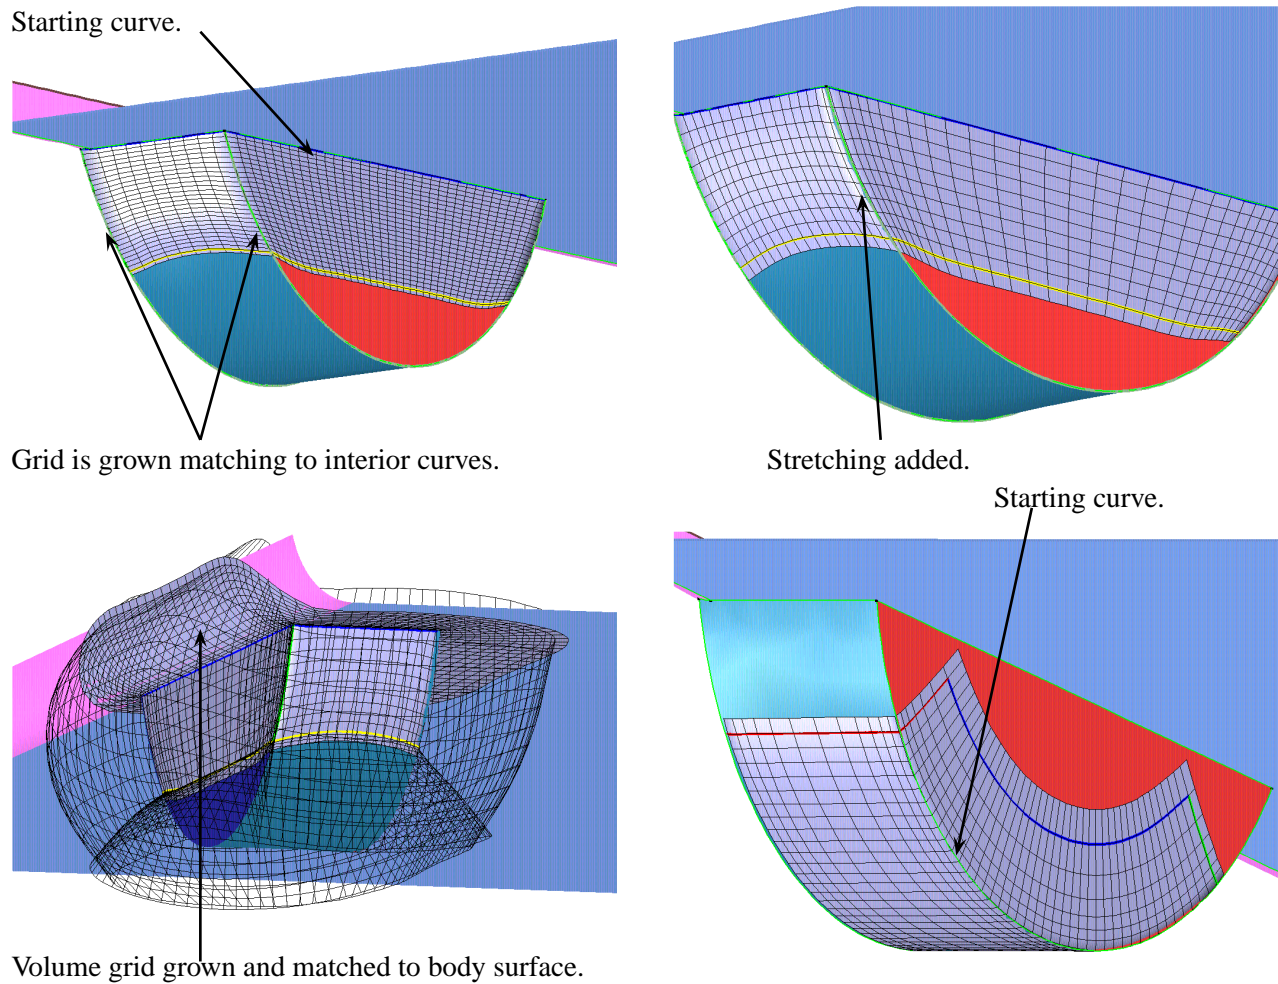 Starting curve.
Grid is grown matching to interior curves.
Stretching added.
Starting curve.
Volume grid grown and matched to body surface.